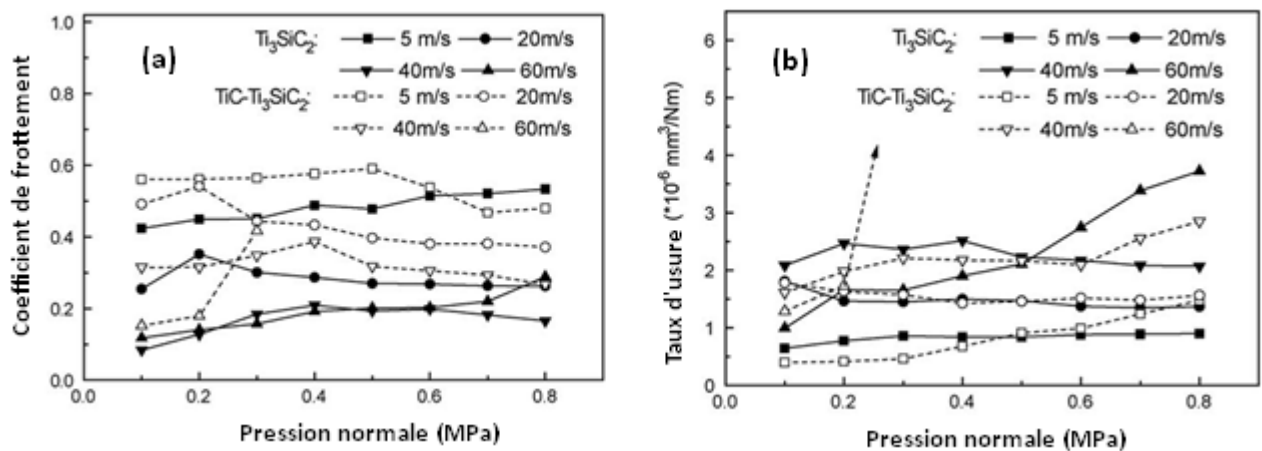 (a)
Ti₃SiC₂: 5 m/s 20m/s
40m/s 60m/s
TiC-Ti₃SiC₂: 5 m/s 20m/s
40m/s 60m/s
Coefficient de frottement
1.0
0.8
0.6
0.4
0.2
0.0
0.0 0.2 0.4 0.6 0.8
Pression normale (MPa)
(b)
Ti₃SiC₂: 5 m/s 20m/s
40m/s 60m/s
TiC-Ti₃SiC₂: 5 m/s 20m/s
40m/s 60m/s
Taux d'usure (*10⁻⁶ mm³/Nm)
6
5
4
3
2
1
0
0.0 0.2 0.4 0.6 0.8
Pression normale (MPa)